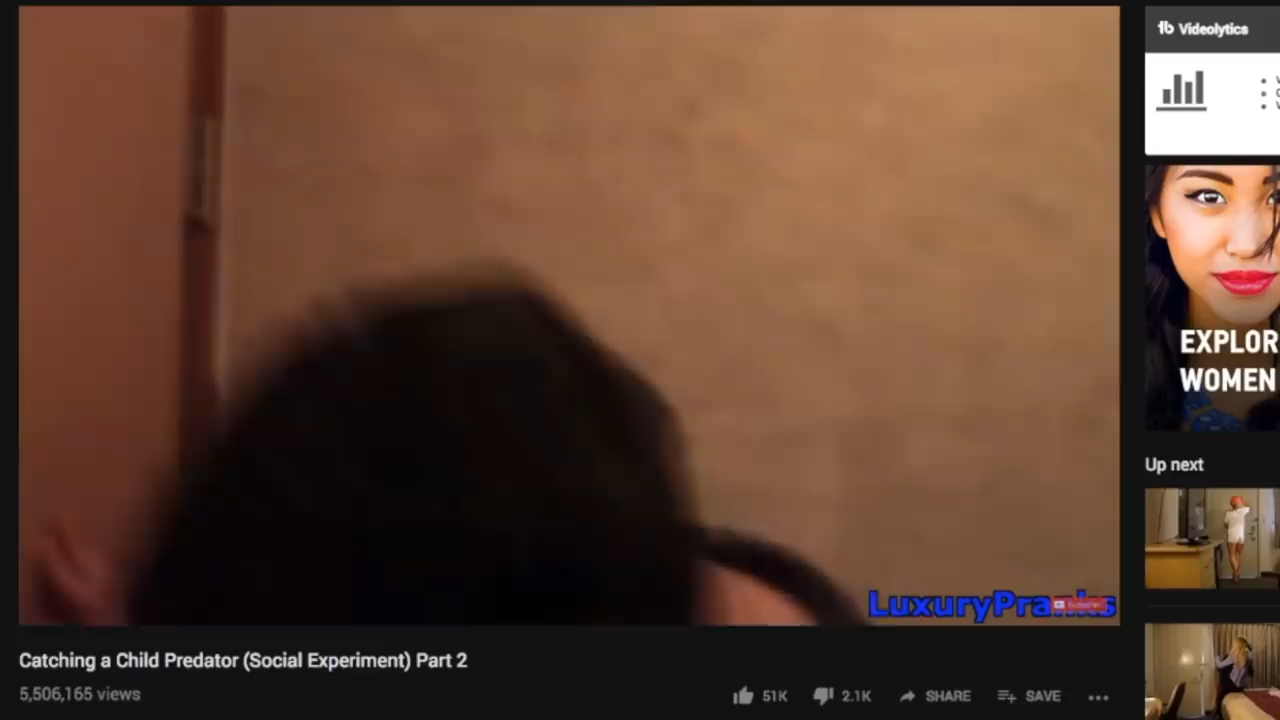 LuxuryPranks
Catching a Child Predator (Social Experiment) Part 2
5,506,165 views
51K
2.1K
SHARE
SAVE
Videolytics
EXPLOR
WOMEN
Up next